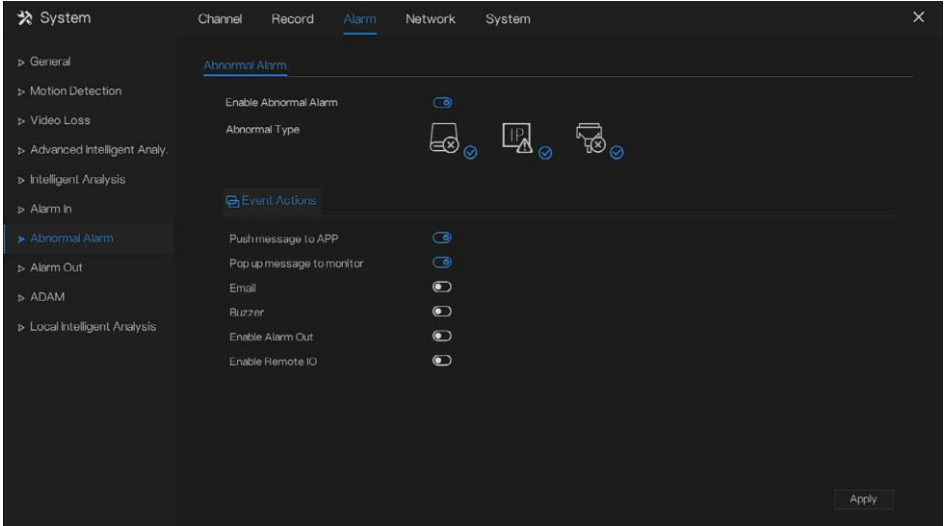 System
Channel Record Alarm Network System
General
Motion Detection
Video Loss
Advanced Intelligent Analy.
Intelligent Analysis
Alarm In
Abnormal Alarm
Alarm Out
ADAM
Local Intelligent Analysis
Abnormal Alarm
Enable Abnormal Alarm
Abnormal Type
IP
Event Actions
Push message to APP
Pop up message to monitor
Email
Buzzer
Enable Alarm Out
Enable Remote IO
Apply